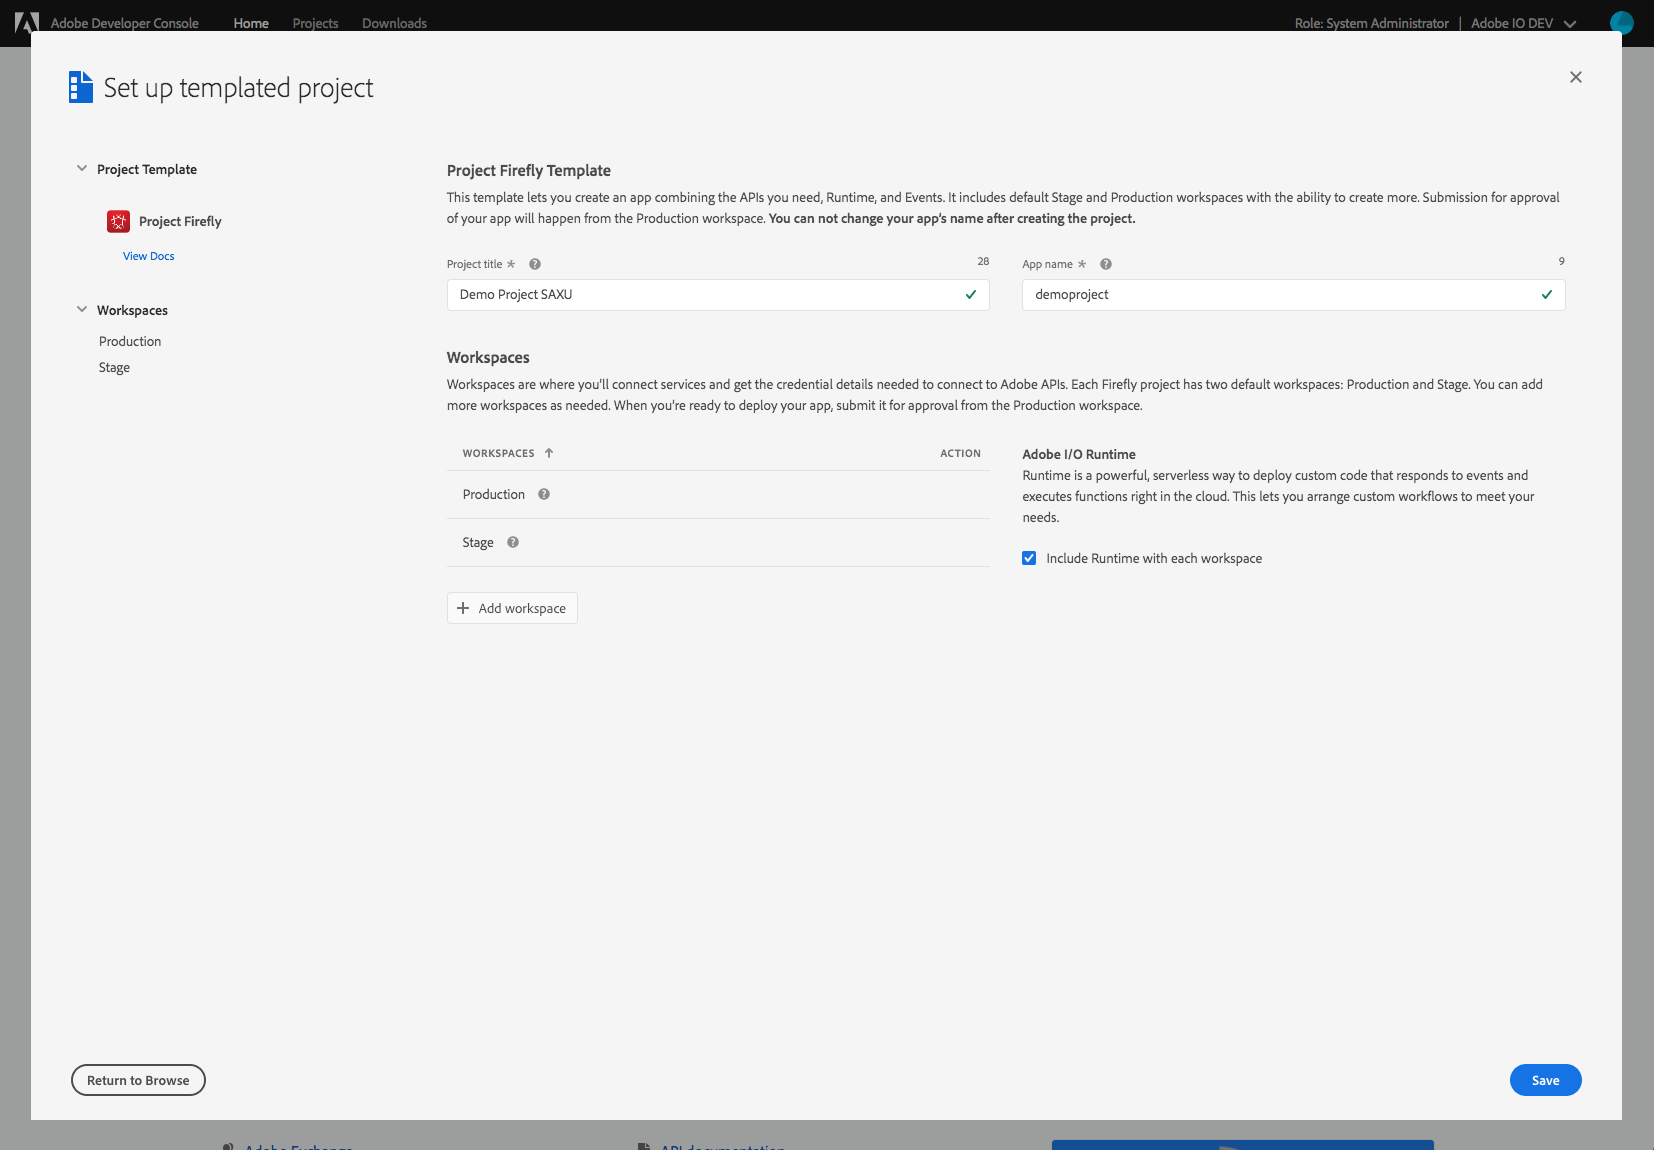 Adobe Developer Console
Home
Projects
Downloads
Role: System Administrator | Adobe IO DEV
Set up templated project
Project Template
Project Firefly
View Docs
Workspaces
Production
Stage
Project Firefly Template
This template lets you create an app combining the APIs you need, Runtime, and Events. It includes default Stage and Production workspaces with the ability to create more. Submission for approval
of your app will happen from the Production workspace. You can not change your app's name after creating the project.
Project title *
28
Demo Project SAXU
App name *
9
demoproject
Workspaces
Workspaces are where you'll connect services and get the credential details needed to connect to Adobe APIs. Each Firefly project has two default workspaces: Production and Stage. You can add
more workspaces as needed. When you're ready to deploy your app, submit it for approval from the Production workspace.
WORKSPACES
ACTION
Production
Stage
Add workspace
Adobe I/O Runtime
Runtime is a powerful, serverless way to deploy custom code that responds to events and
executes functions right in the cloud. This lets you arrange custom workflows to meet your
needs.
Include Runtime with each workspace
Return to Browse
Save
Adobe Exchange
API documentation